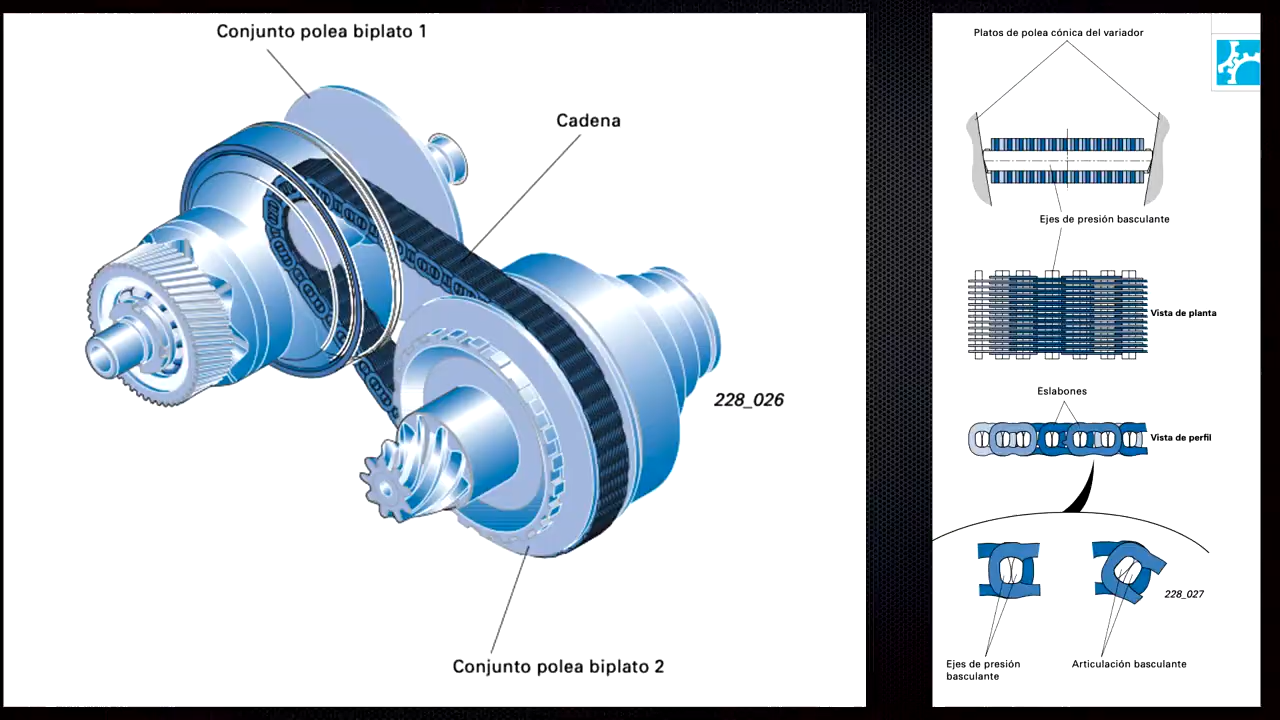 Conjunto polea biplato 1
Cadena
228_026
Conjunto polea biplato 2
Platos de polea cónica del variador
Ejes de presión basculante
Vista de planta
Eslabones
Vista de perfil
228_027
Ejes de presión
basculante
Articulación basculante